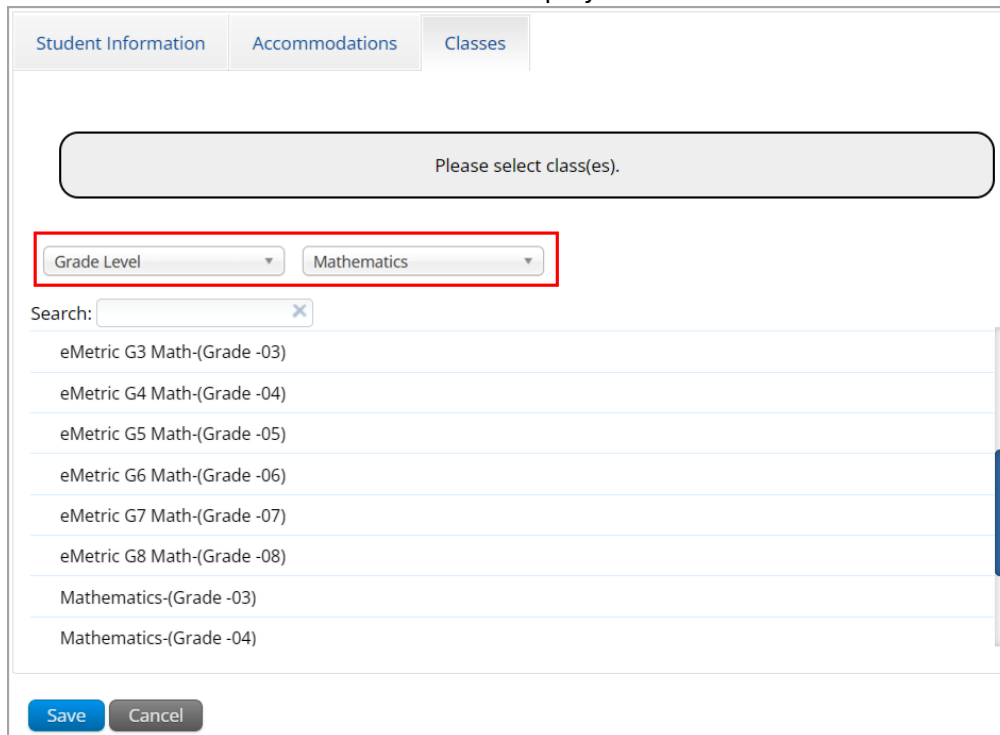 Student Information Accommodations Classes
Please select class(es).
Grade Level Mathematics
Search:
eMetric G3 Math-(Grade -03)
eMetric G4 Math-(Grade -04)
eMetric G5 Math-(Grade -05)
eMetric G6 Math-(Grade -06)
eMetric G7 Math-(Grade -07)
eMetric G8 Math-(Grade -08)
Mathematics-(Grade -03)
Mathematics-(Grade -04)
Save Cancel